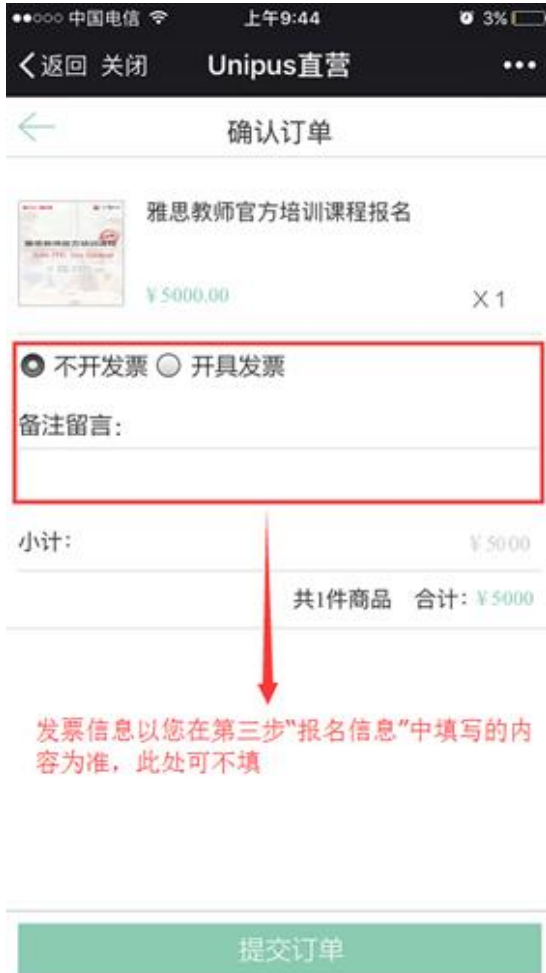 中国电信 上午9:44 3%
返回 关闭 Unipus直营
确认订单
雅思教师官方培训课程报名
¥5000.00 X1
不开发票 开具发票
备注留言：
小计： ¥5000
共1件商品 合计：¥5000
发票信息以您在第三步“报名信息”中填写的内
容为准，此处可不填
提交订单